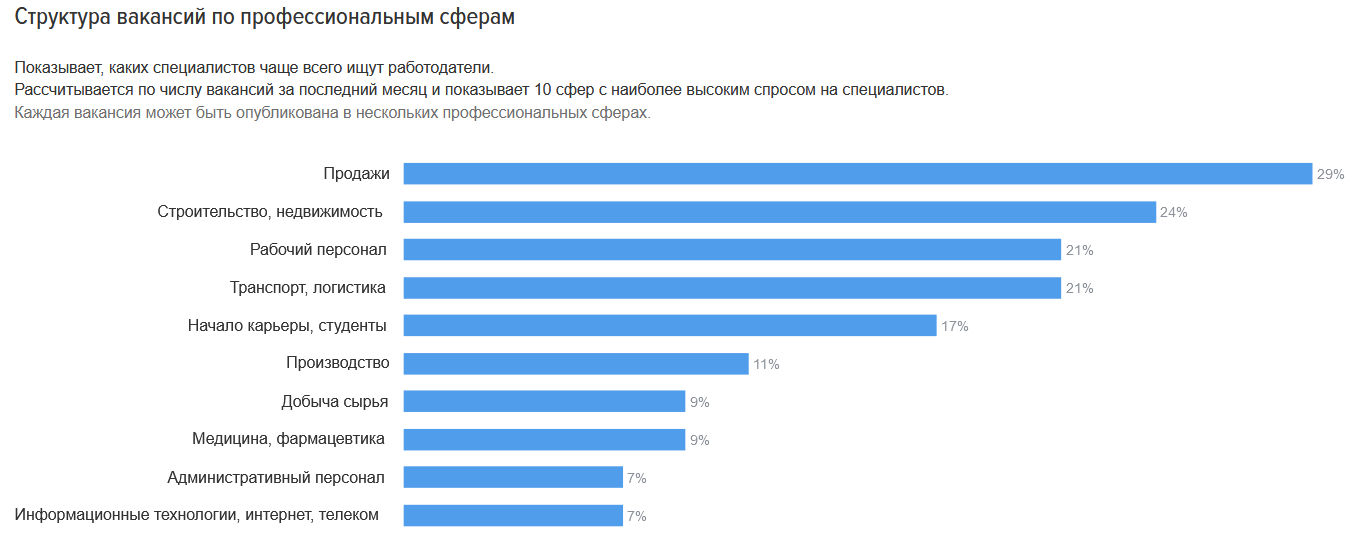 Структура вакансий по профессиональным сферам
Показывает, каких специалистов чаще всего ищут работодатели.
Рассчитывается по числу вакансий за последний месяц и показывает 10 сфер с наиболее высоким спросом на специалистов.
Каждая вакансия может быть опубликована в нескольких профессиональных сферах.
Продажи 29%
Строительство, недвижимость 24%
Рабочий персонал 21%
Транспорт, логистика 21%
Начало карьеры, студенты 17%
Производство 11%
Добыча сырья 9%
Медицина, фармацевтика 9%
Административный персонал 7%
Информационные технологии, интернет, телеком 7%